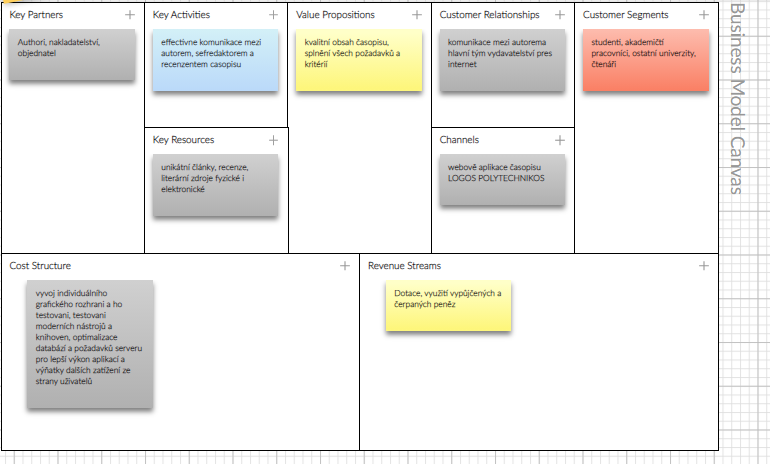 Key Partners
Authoři, nakladatelství,
objednatel
Key Activities
effectivne komunikace mezi
autorem, sefredaktorem a
recenzentem casopisu
Value Propositions
kvalitní obsah časopisu,
splnění všech požadavků a
kritérií
Customer Relationships
komunikace mezi autorema
hlavní tým vydavatelství pres
internet
Customer Segments
studenti, akademičtí
pracovníci, ostatní univerzity,
čtenáři
Key Resources
unikátní články, recenze,
literární zdroje fyzické i
elektronické
Channels
webově aplikace časopisu
LOGOS POLYTECHNIKOS
Cost Structure
vyvoj individuálního
grafického rozhrani a ho
testovani, testovani
moderních nástrojů a
knihoven, optimalizace
databází a požadavků serveru
pro lepší výkon aplikací a
výňatky dalších zatížení ze
strany uživatelů
Revenue Streams
Dotace, využití vypůjčených a
čerpaných peněz
Business Model Canvas